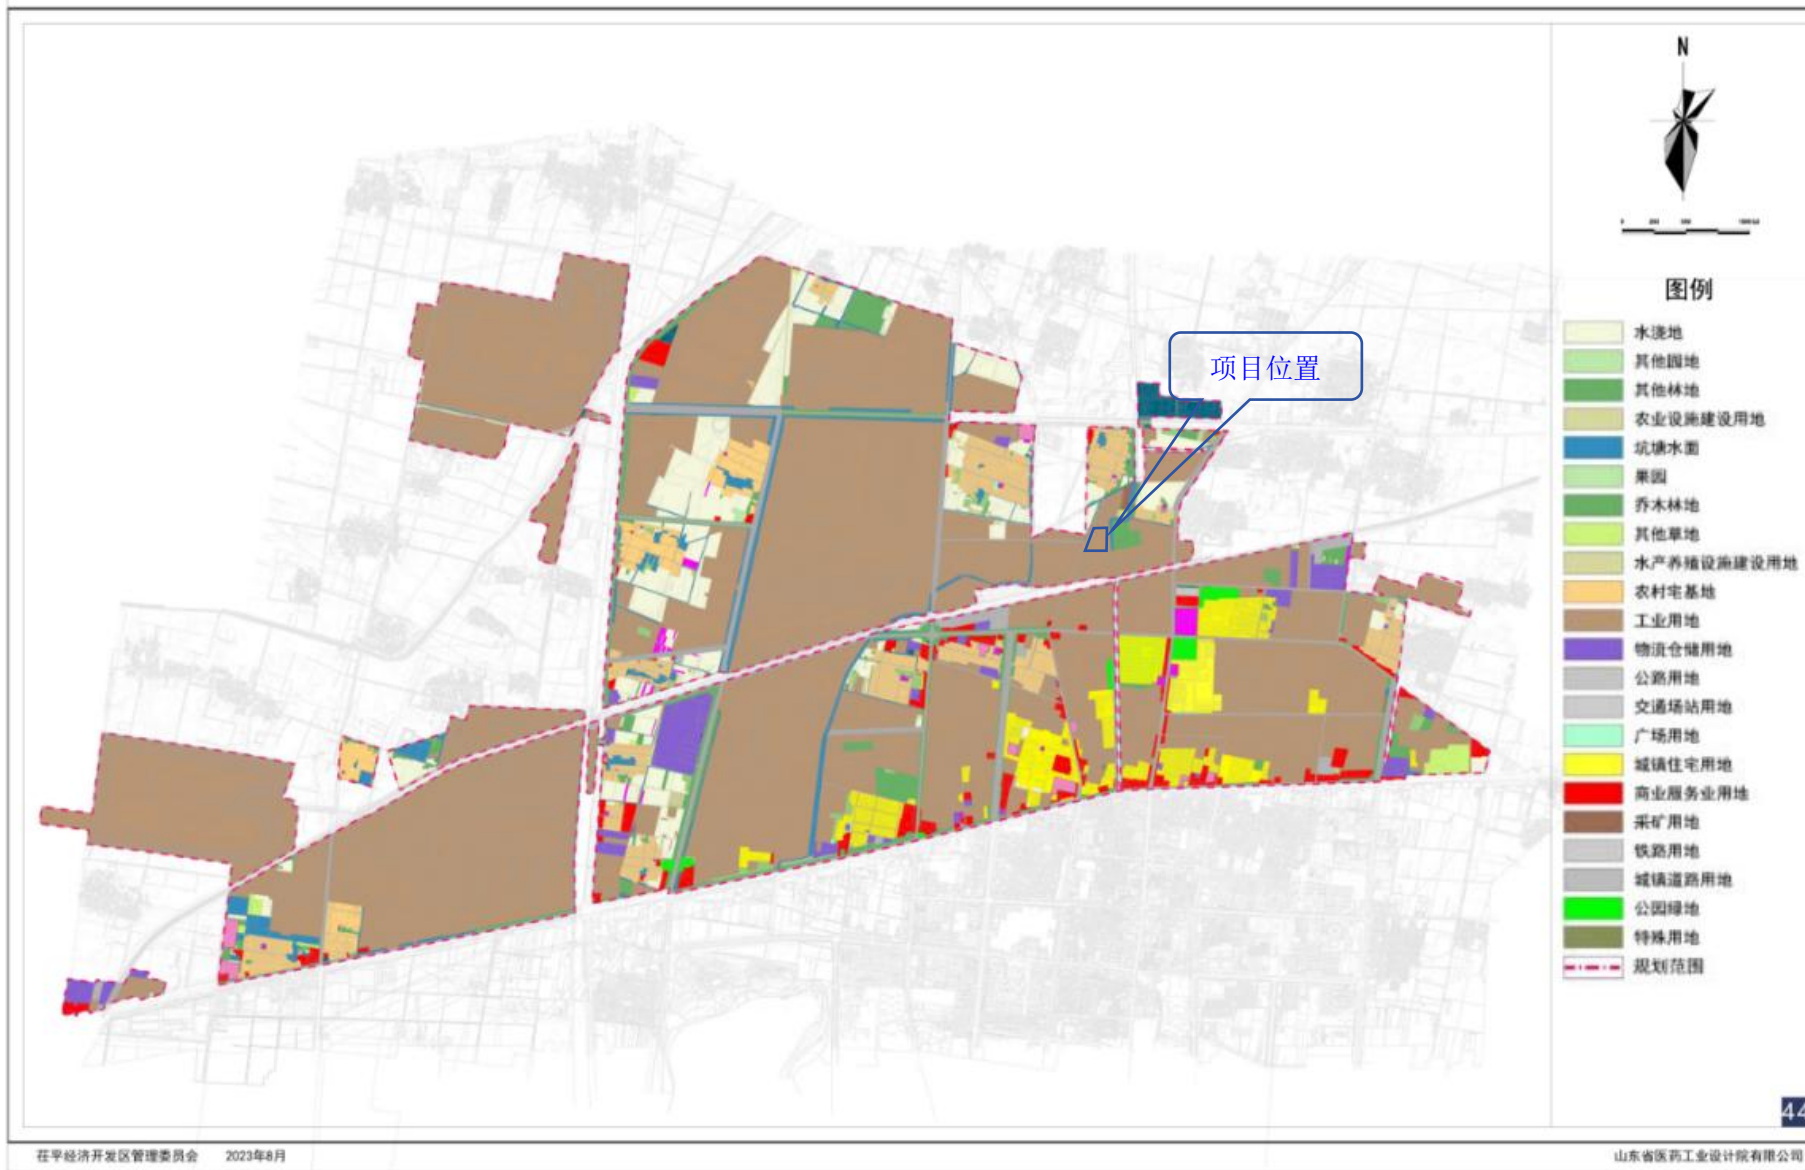 N
图例
水浇地
其他园地
其他林地
农业设施建设用地
坑塘水面
果园
乔木林地
其他草地
水产养殖设施建设用地
农村宅基地
工业用地
物流仓储用地
公路用地
交通场站用地
广场用地
城镇住宅用地
商业服务业用地
采矿用地
铁路用地
城镇道路用地
公园绿地
特殊用地
规划范围
项目位置
44
茌平经济开发区管理委员会 2023年8月
山东省医药工业设计院有限公司